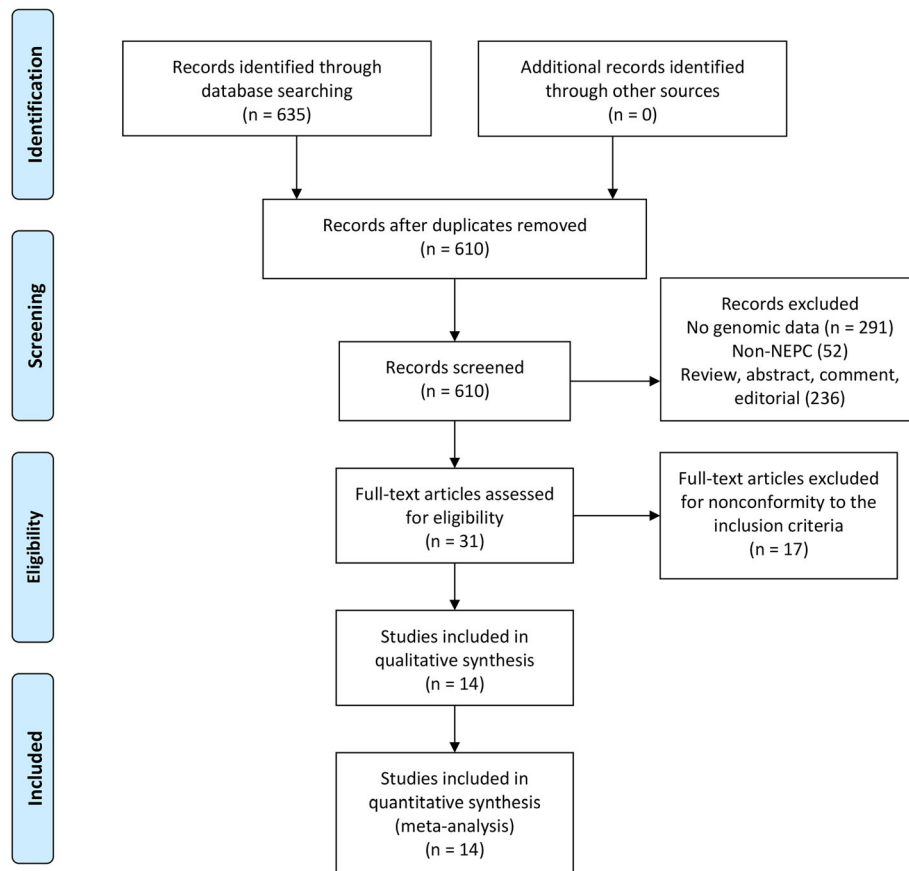 Identification
Records identified through
database searching
(n = 635)
Additional records identified
through other sources
(n = 0)
Records after duplicates removed
(n = 610)
Screening
Records screened
(n = 610)
Records excluded
No genomic data (n = 291)
Non-NEPC (52)
Review, abstract, comment,
editorial (236)
Eligibility
Full-text articles assessed
for eligibility
(n = 31)
Full-text articles excluded
for nonconformity to the
inclusion criteria
(n = 17)
Studies included in
qualitative synthesis
(n = 14)
Included
Studies included in
quantitative synthesis
(meta-analysis)
(n = 14)